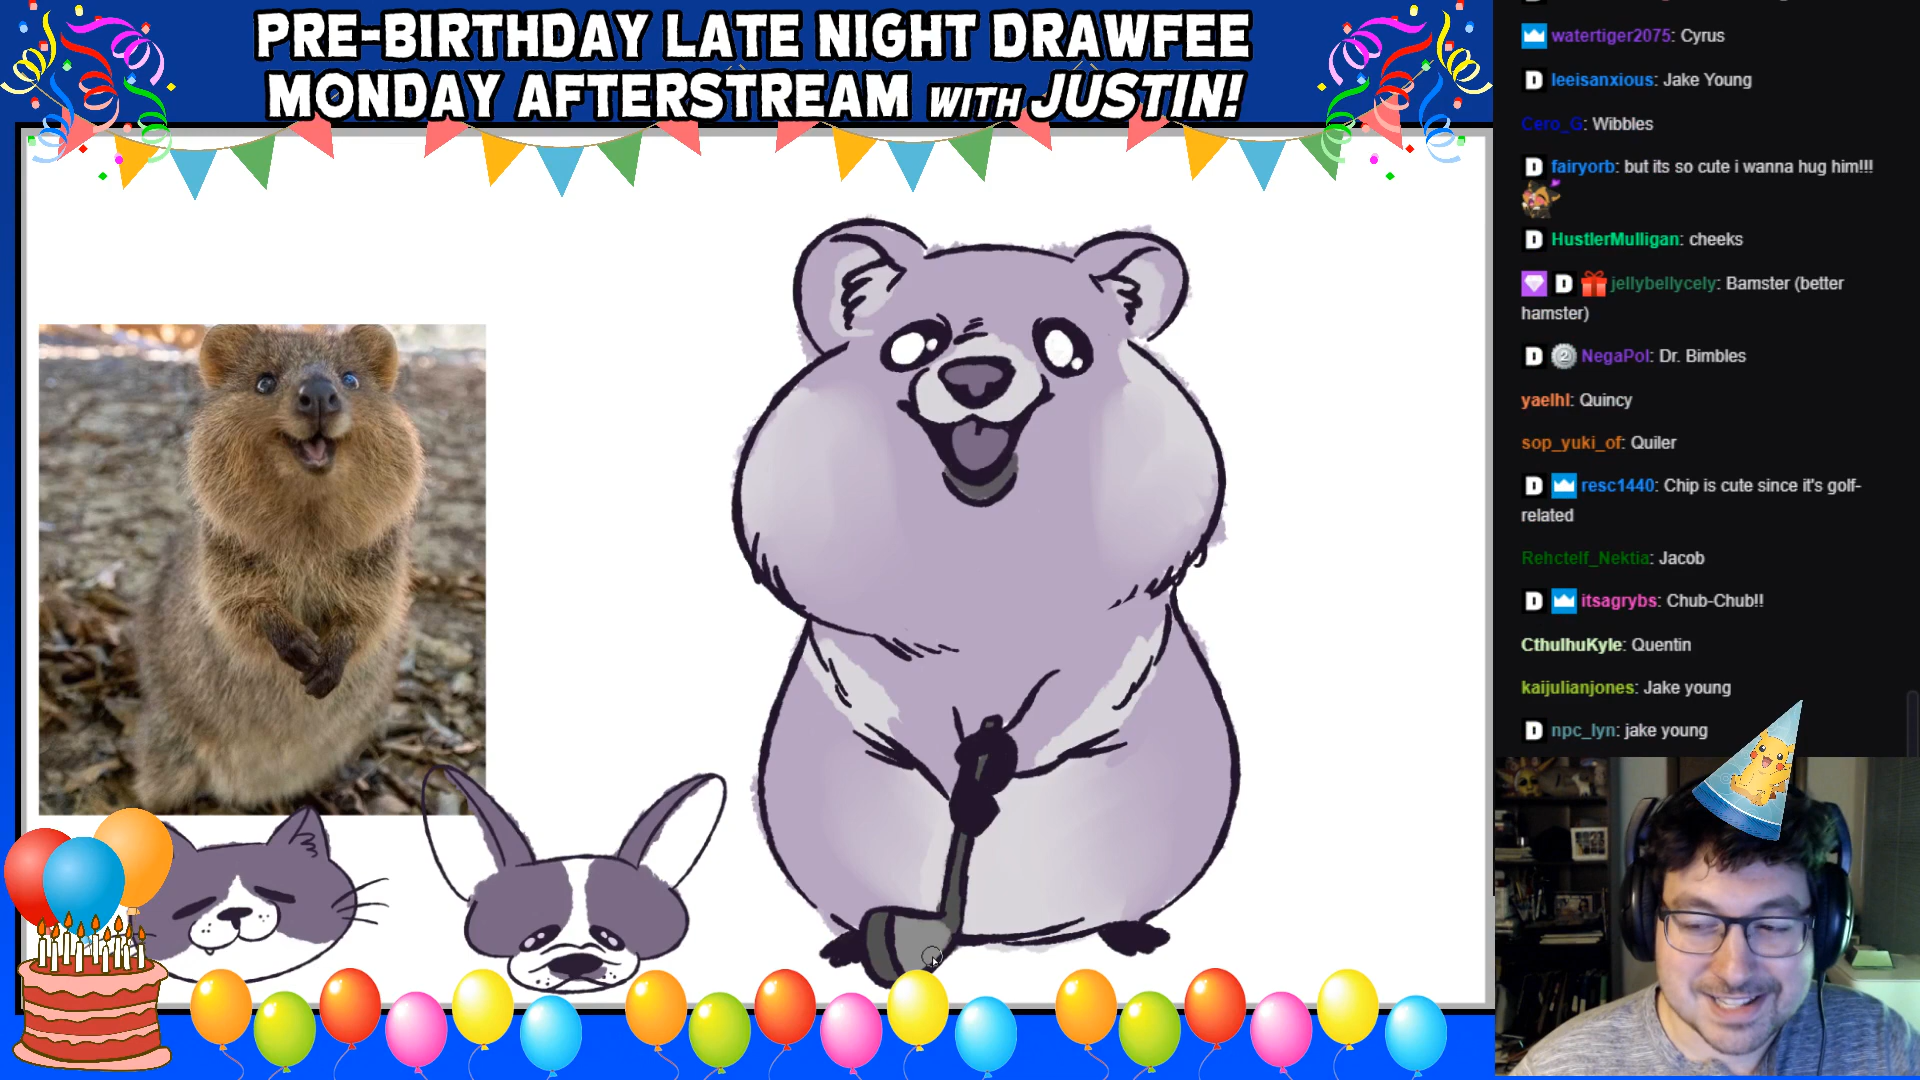 PRE-BIRTHDAY LATE NIGHT DRAWFEE
MONDAY AFTERSTREAM WITH JUSTIN!
watertiger2075: Cyrus
D leeisanxious: Jake Young
Cero_G: Wibbles
D fairyorb: but its so cute i wanna hug him!!!
D HustlerMulligan: cheeks
D jellybellycely: Bamster (better
hamster)
D 2 NegaPol: Dr. Bimbles
yaelhl: Quincy
sop_yuki_of: Quiler
D resc1440: Chip is cute since it's golf-
related
Rehctelf_Nektia: Jacob
D itsagrybs: Chub-Chub!!
CthulhuKyle: Quentin
kaijulianjones: Jake young
D npc_lyn: jake young